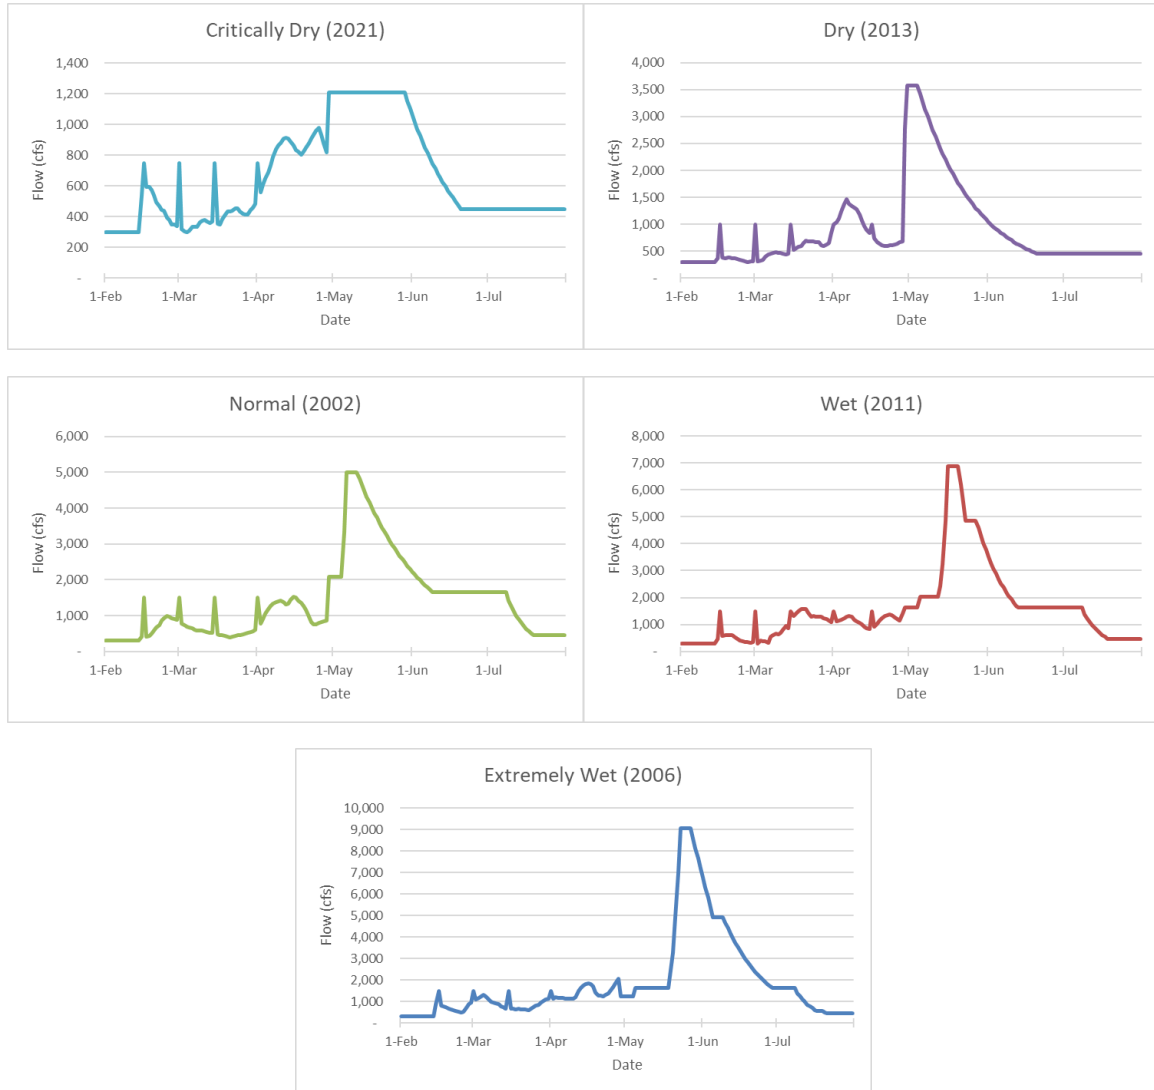 Critically Dry (2021)
1,400
1,200
1,000
800
600
400
200
-
Flow (cfs)
1-Feb 1-Mar 1-Apr 1-May 1-Jun 1-Jul
Date
Dry (2013)
4,000
3,500
3,000
2,500
2,000
1,500
1,000
500
-
Flow (cfs)
1-Feb 1-Mar 1-Apr 1-May 1-Jun 1-Jul
Date
Normal (2002)
6,000
5,000
4,000
3,000
2,000
1,000
-
Flow (cfs)
1-Feb 1-Mar 1-Apr 1-May 1-Jun 1-Jul
Date
Wet (2011)
8,000
7,000
6,000
5,000
4,000
3,000
2,000
1,000
-
Flow (cfs)
1-Feb 1-Mar 1-Apr 1-May 1-Jun 1-Jul
Date
Extremely Wet (2006)
10,000
9,000
8,000
7,000
6,000
5,000
4,000
3,000
2,000
1,000
-
Flow (cfs)
1-Feb 1-Mar 1-Apr 1-May 1-Jun 1-Jul
Date